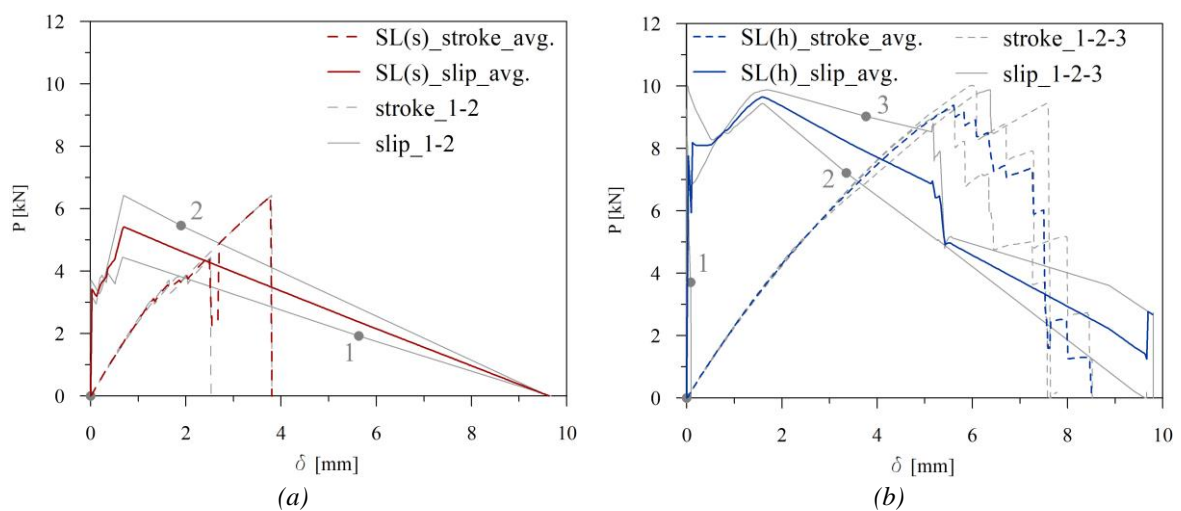 12
10
8
6
4
2
0
P [kN]
SL(s)_stroke_avg.
SL(s)_slip_avg.
stroke_1-2
slip_1-2
2
1
0 2 4 6 8 10
δ [mm]
(a)
12
10
8
6
4
2
0
P [kN]
SL(h)_stroke_avg. stroke_1-2-3
SL(h)_slip_avg. slip_1-2-3
3
2
1
0 2 4 6 8 10
δ [mm]
(b)